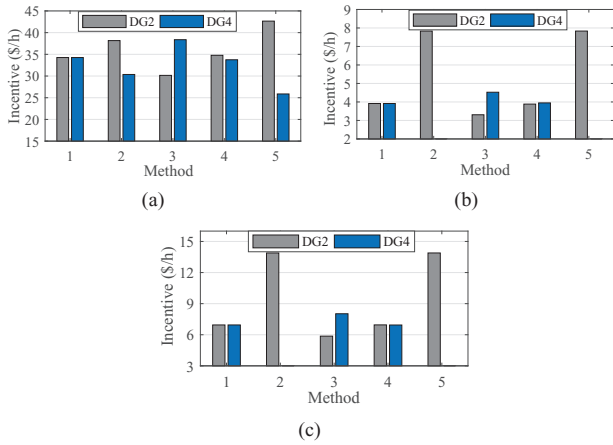 DG2 DG4
45
40
35
30
25
20
15
Incentive ($/h)
1 2 3 4 5
Method
(a)
DG2 DG4
9
8
7
6
5
4
3
2
Incentive ($/h)
1 2 3 4 5
Method
(b)
DG2 DG4
15
12
9
6
3
Incentive ($/h)
1 2 3 4 5
Method
(c)